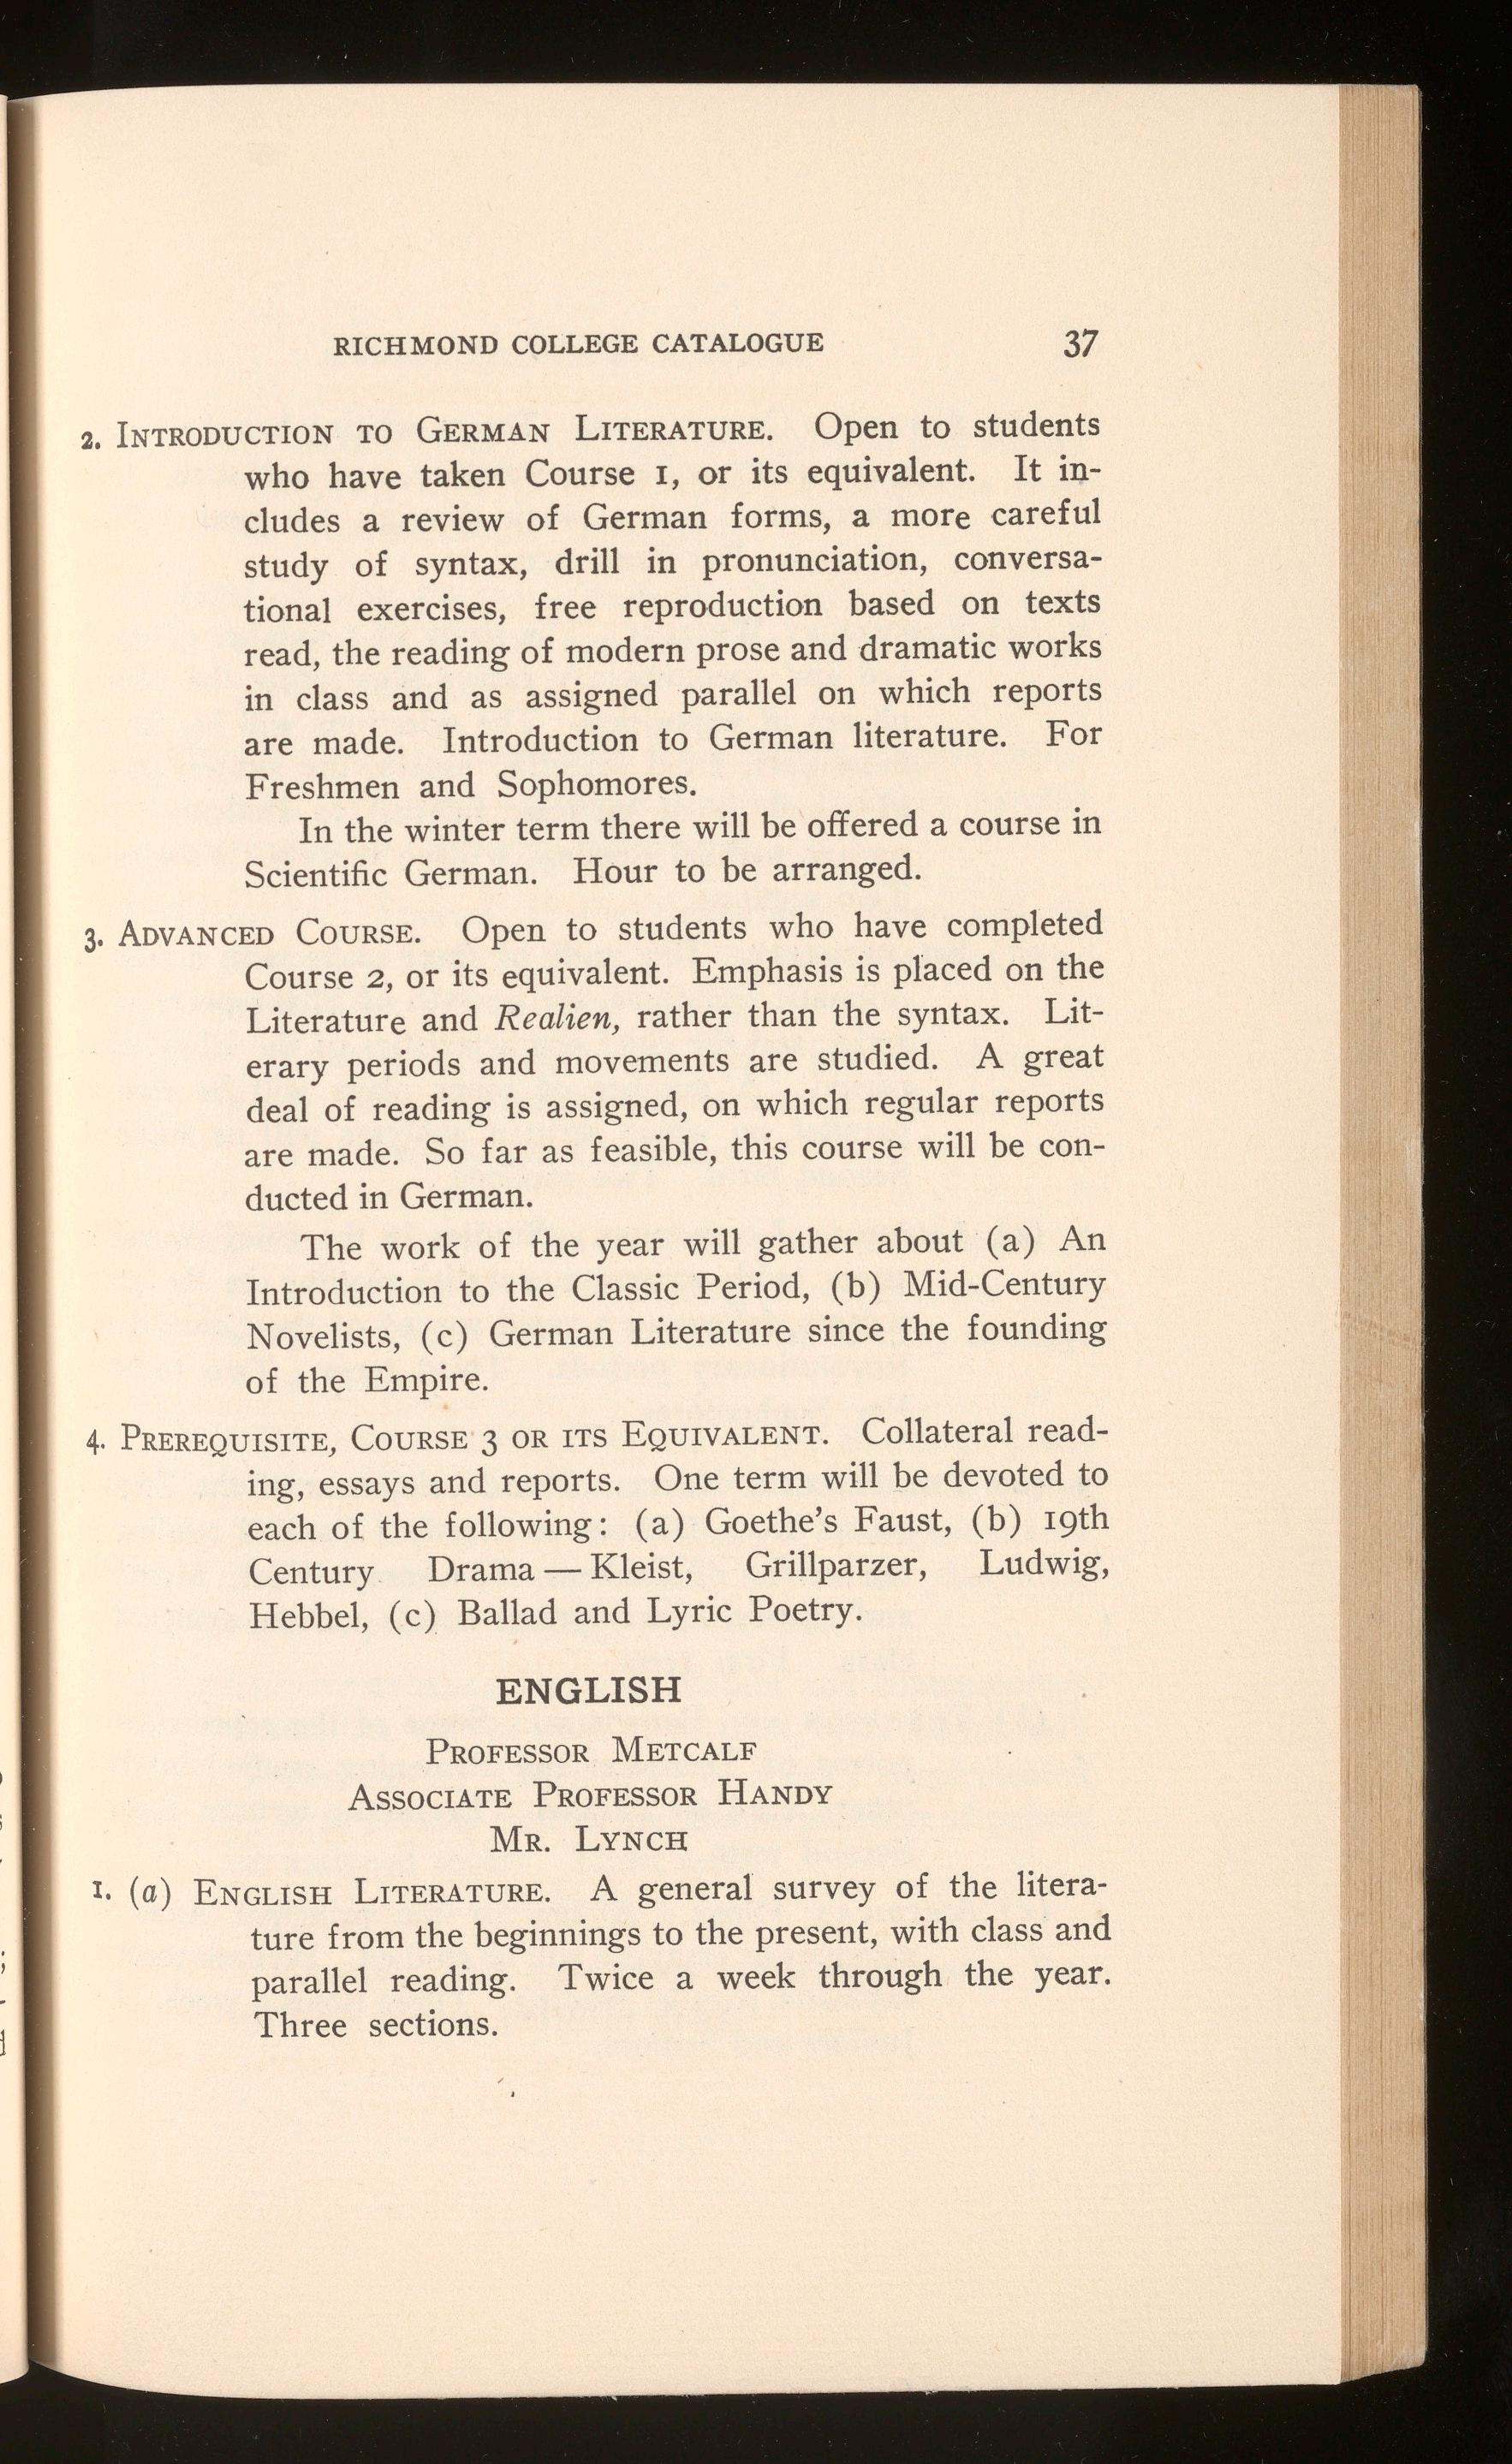 RICHMOND COLLEGE CATALOGUE 37
2. INTRODUCTION TO GERMAN LITERATURE. Open to students
who have taken Course 1, or its equivalent. It in-
cludes a review of German forms, a more careful
study of syntax, drill in pronunciation, conversa-
tional exercises, free reproduction based on texts
read, the reading of modern prose and dramatic works
in class and as assigned parallel on which reports
are made. Introduction to German literature. For
Freshmen and Sophomores.
In the winter term there will be offered a course in
Scientific German. Hour to be arranged.
3. ADVANCED COURSE. Open to students who have completed
Course 2, or its equivalent. Emphasis is placed on the
Literature and Realien, rather than the syntax. Lit-
erary periods and movements are studied. A great
deal of reading is assigned, on which regular reports
are made. So far as feasible, this course will be con-
ducted in German.
The work of the year will gather about (a) An
Introduction to the Classic Period, (b) Mid-Century
Novelists, (c) German Literature since the founding
of the Empire.
4. PREREQUISITE, COURSE 3 OR ITS EQUIVALENT. Collateral read-
ing, essays and reports. One term will be devoted to
each of the following: (a) Goethe's Faust, (b) 19th
Century Drama — Kleist, Grillparzer, Ludwig,
Hebbel, (c) Ballad and Lyric Poetry.
ENGLISH
PROFESSOR METCALF
ASSOCIATE PROFESSOR HANDY
MR. LYNCH
1. (a) ENGLISH LITERATURE. A general survey of the litera-
ture from the beginnings to the present, with class and
parallel reading. Twice a week through the year.
Three sections.